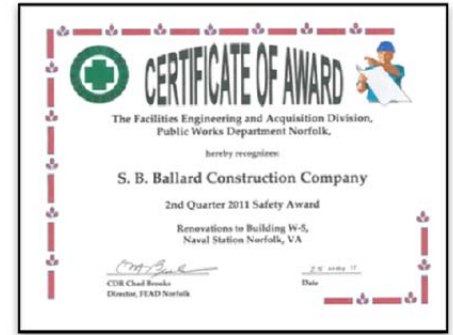 CERTIFICATE OF AWARD
The Facilities Engineering and Acquisition Division,
Public Works Department Norfolk,
hereby recognizes:
S. B. Ballard Construction Company
2nd Quarter 2011 Safety Award
Renovations to Building W-5,
Naval Station Norfolk, VA
CDR Chad Brooks
Director, FEAD Norfolk
Date